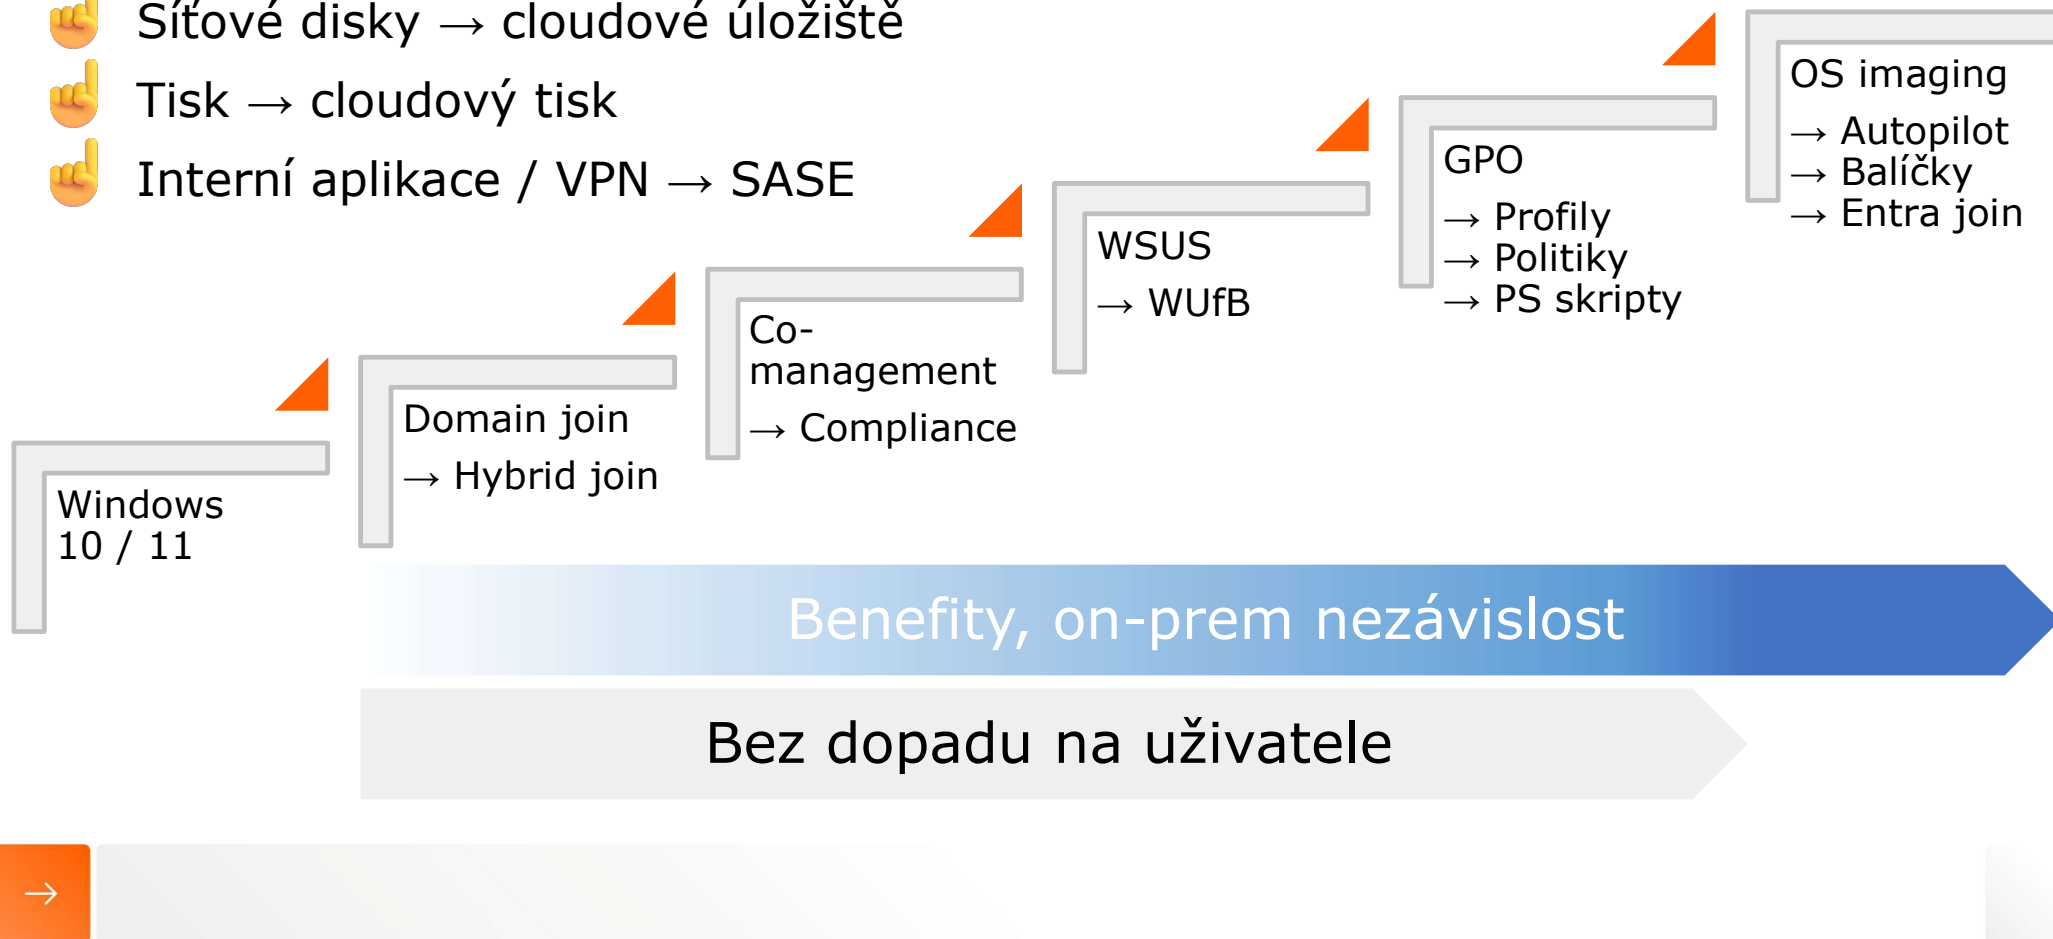 Síťové disky → cloudové úložiště
Tisk → cloudový tisk
Interní aplikace / VPN → SASE
Windows
10 / 11
Domain join
→ Hybrid join
Co-
management
→ Compliance
WSUS
→ WUfB
GPO
→ Profily
→ Politiky
→ PS skripty
OS imaging
→ Autopilot
→ Balíčky
→ Entra join
Benefity, on-prem nezávislost
Bez dopadu na uživatele
→